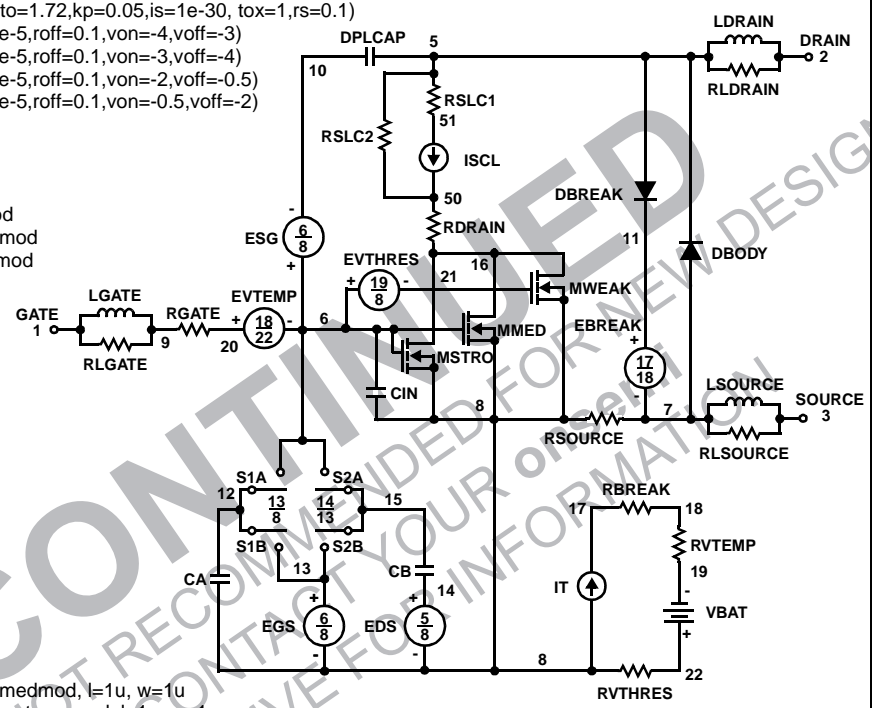 to=1.72,kp=0.05,is=1e-30, tox=1,rs=0.1)
e-5,roff=0.1,von=-4,voff=-3)
e-5,roff=0.1,von=-3,voff=-4)
e-5,roff=0.1,von=-2,voff=-0.5)
e-5,roff=0.1,von=-0.5,voff=-2)
od
mod
mod
LDRAIN
DPLCAP
5
DRAIN
2
10
RLDRAIN
RSLC1
51
RSLC2
ISCL
50
DBREAK
RDRAIN
ESG
6
8
-
+
11
DBODY
EVTHRES
16
21
+
19
8
-
MWEAK
LGATE
GATE
1
RGATE
EVTEMP
+
18
22
-
6
MMED
EBREAK
+
17
18
-
9
20
RLGATE
MSTRO
CIN
LSOURCE
SOURCE
3
8
7
RSOURCE
RLSOURCE
S1A
S2A
12
13
8
14
13
15
RBREAK
17
18
S1B
S2B
RVTEMP
13
CB
CA
14
19
IT
-
VBAT
+
+
EGS
6
8
-
+
EDS
5
8
-
8
22
RVTHRES
medmod, l=1u, w=1u
CONTINUED
NOT RECOMMENDED FOR NEW DESIGN
CONTACT YOUR onsemi
FOR INFORMATION